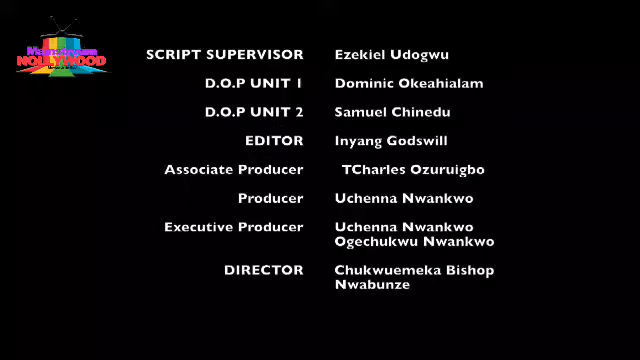 Mainstream
NOLLYWOOD
SCRIPT SUPERVISOR Ezekiel Udogwu
D.O.P UNIT 1 Dominic Okeahialam
D.O.P UNIT 2 Samuel Chinedu
EDITOR Inyang Godswill
Associate Producer TCharles Ozuruigbo
Producer Uchenna Nwankwo
Executive Producer Uchenna Nwankwo
Ogechukwu Nwankwo
DIRECTOR Chukwuemeka Bishop
Nwabunze